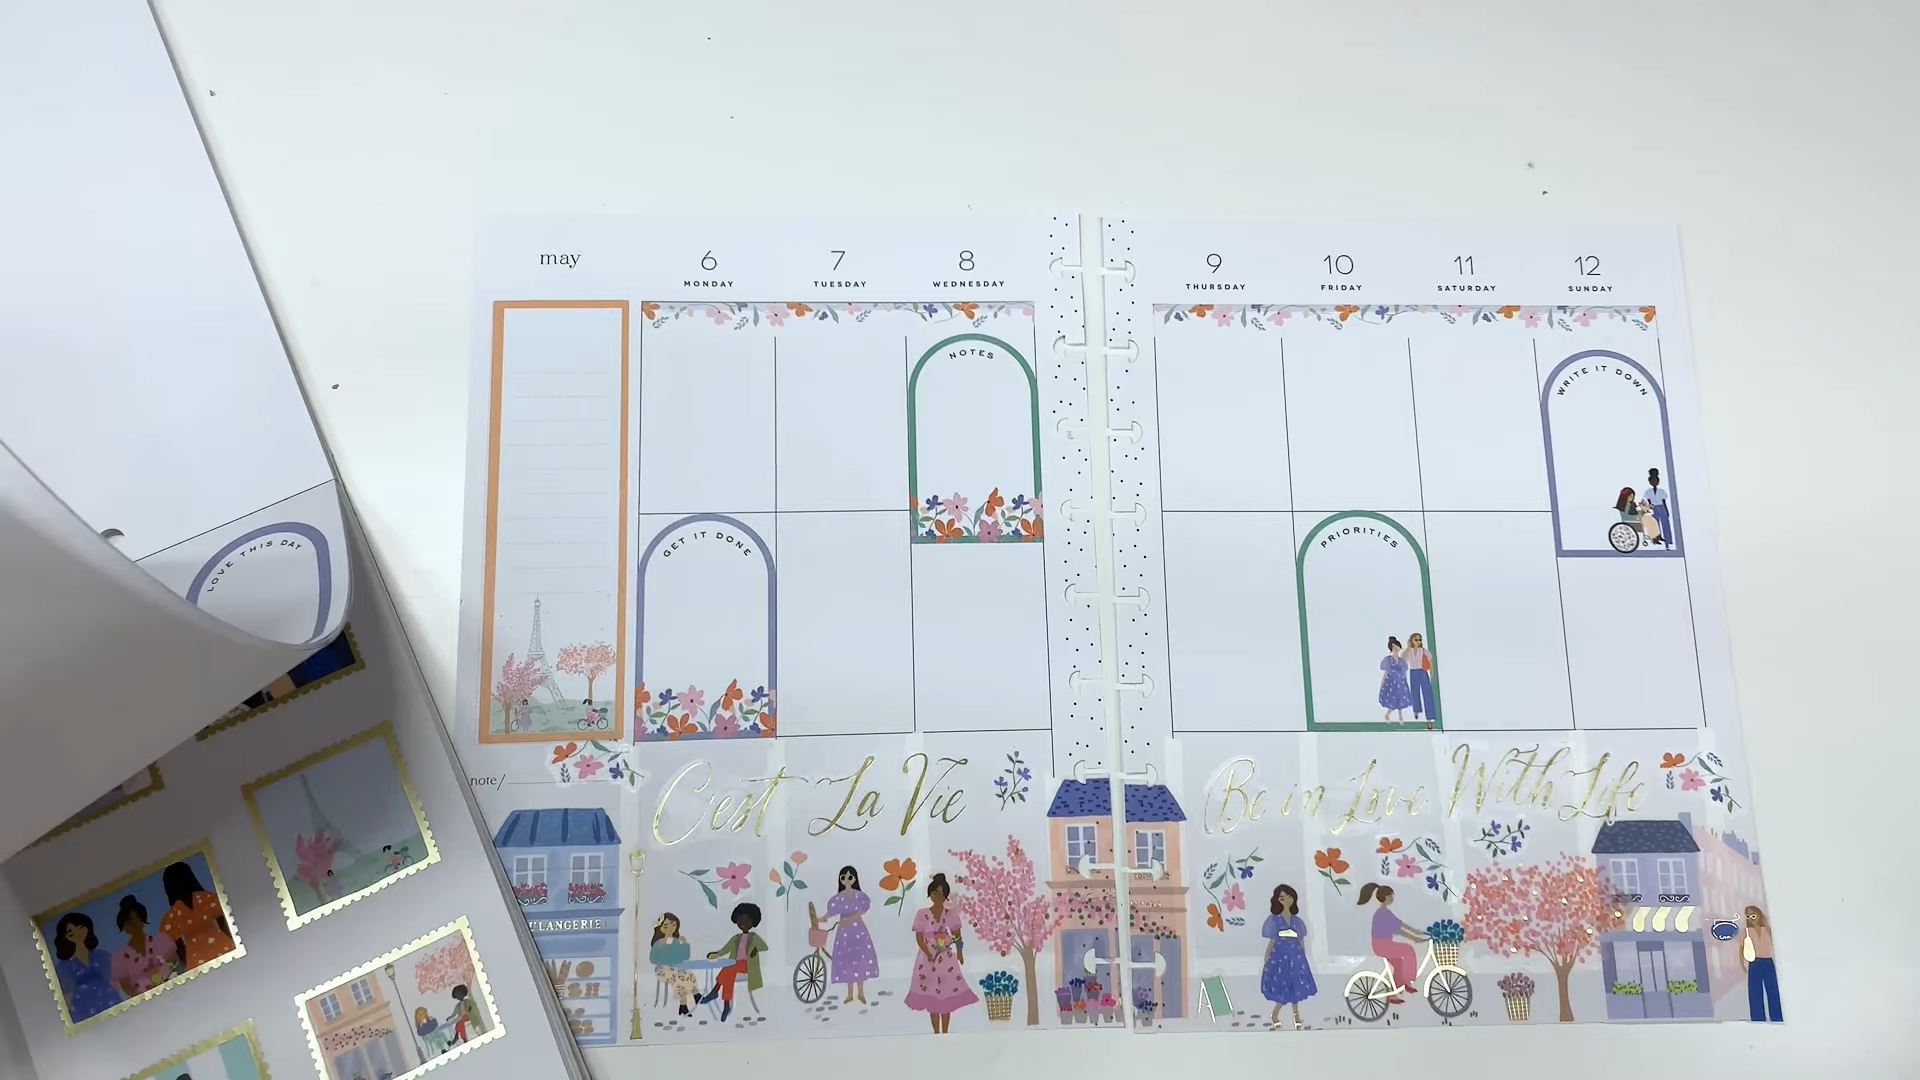 may
6
MONDAY
7
TUESDAY
8
WEDNESDAY
9
THURSDAY
10
FRIDAY
11
SATURDAY
12
SUNDAY
NOTES
WRITE IT DOWN
GET IT DONE
PRIORITIES
LOVE THIS DAY
note/
C'est La Vie
Be in Love With Life
ULANGERIE